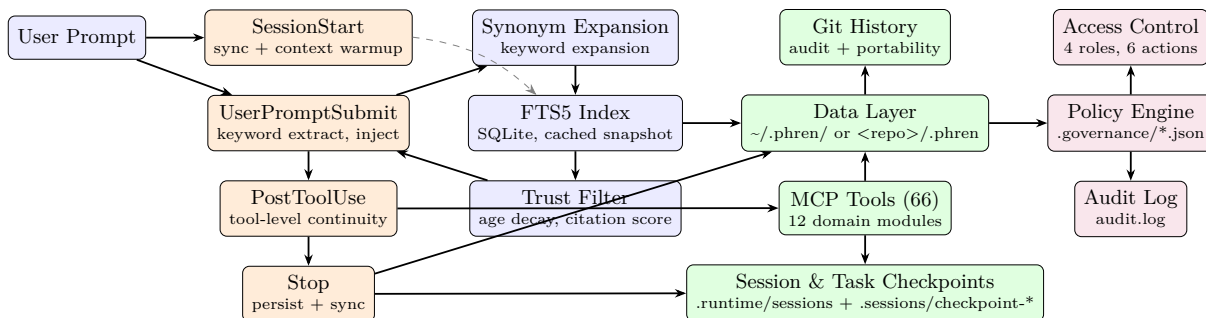 User Prompt
SessionStart
sync + context warmup
Synonym Expansion
keyword expansion
Git History
audit + portability
Access Control
4 roles, 6 actions
UserPromptSubmit
keyword extract, inject
FTS5 Index
SQLite, cached snapshot
Data Layer
~/.phren/ or <repo>/.phren
Policy Engine
.governance/*.json
PostToolUse
tool-level continuity
Trust Filter
age decay, citation score
MCP Tools (66)
12 domain modules
Audit Log
audit.log
Stop
persist + sync
Session & Task Checkpoints
.runtime/sessions + .sessions/checkpoint-*